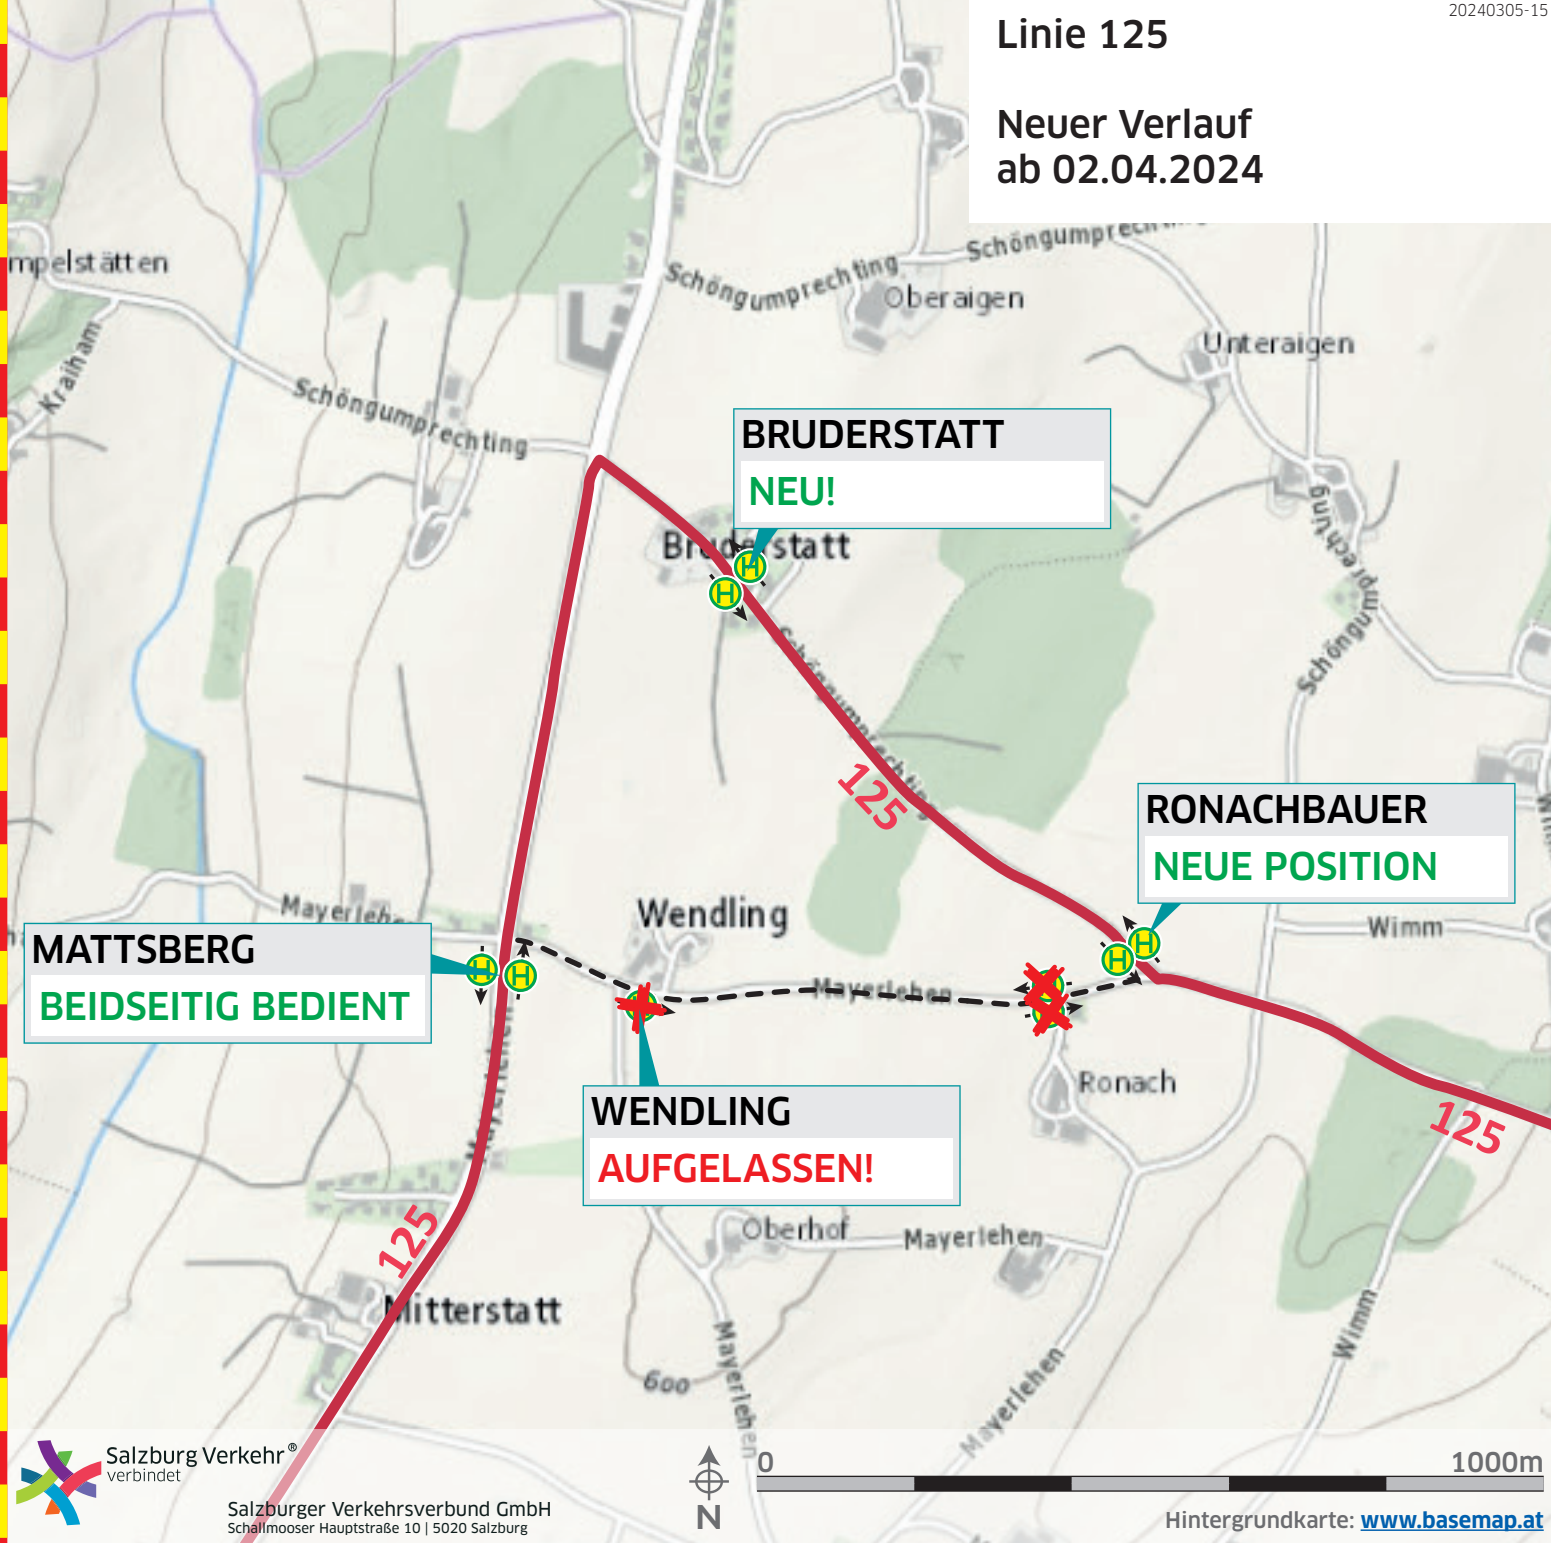 20240305-15
Linie 125
Neuer Verlauf
ab 02.04.2024
mpelstätten
Schöngumprechting
Schöngumprechting
Oberaigen
Unteraigen
Kraiham
Schöngumprechting
BRUDERSTATT
NEU!
Bruderstatt
H
H
Schöngumprechting
Schöngumprechting
125
RONACHBAUER
NEUE POSITION
Wendling
Mayerlehen
Wimm
MATTSBERG
BEIDSEITIG BEDIENT
H
H
H
H
Mayerlehen
Mayerlehen
WENDLING
AUFGELASSEN!
Ronach
125
125
Oberhof
Mayerlehen
Mitterstatt
Wimm
600
Mayerlehen
Mayerlehen
Salzburg Verkehr®
verbindet
Salzburger Verkehrsverbund GmbH
Schallmooser Hauptstraße 10 | 5020 Salzburg
N
0
1000m
Hintergrundkarte: www.basemap.at